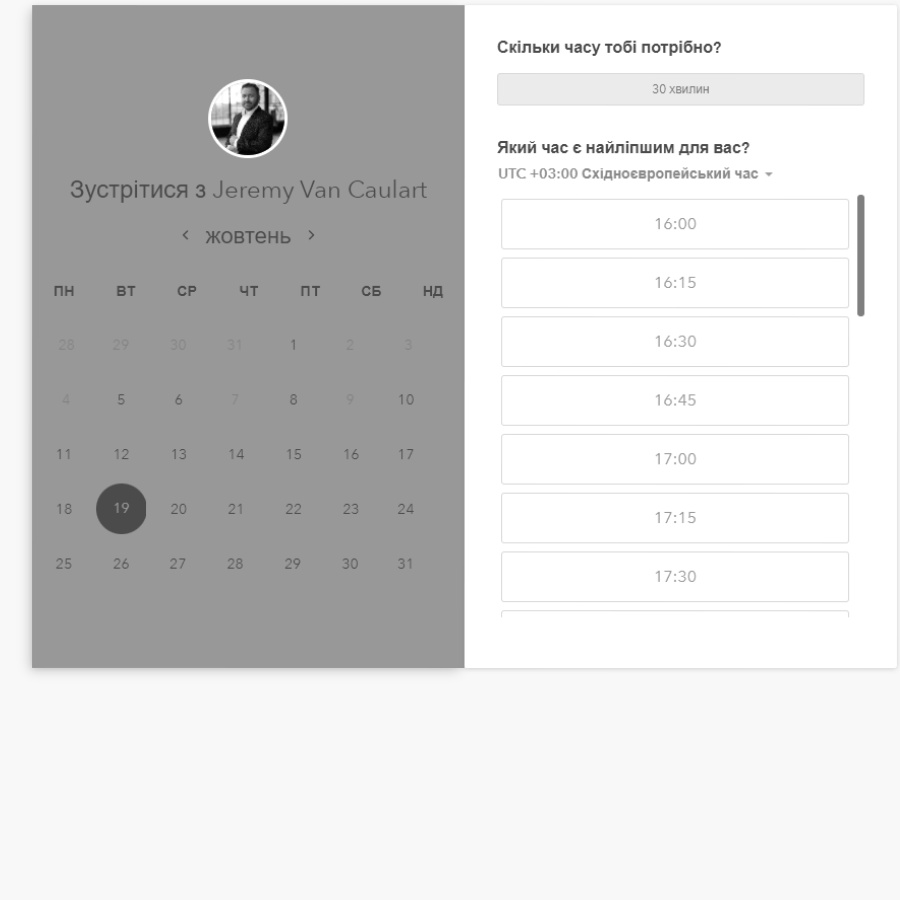 Зустрітися з Jeremy Van Caulart
жовтень
ПН ВТ СР ЧТ ПТ СБ НД
28 29 30 31 1 2 3
4 5 6 7 8 9 10
11 12 13 14 15 16 17
18 19 20 21 22 23 24
25 26 27 28 29 30 31
Скільки часу тобі потрібно?
30 хвилин
Який час є найліпшим для вас?
UTC +03:00 Східноєвропейський час
16:00
16:15
16:30
16:45
17:00
17:15
17:30